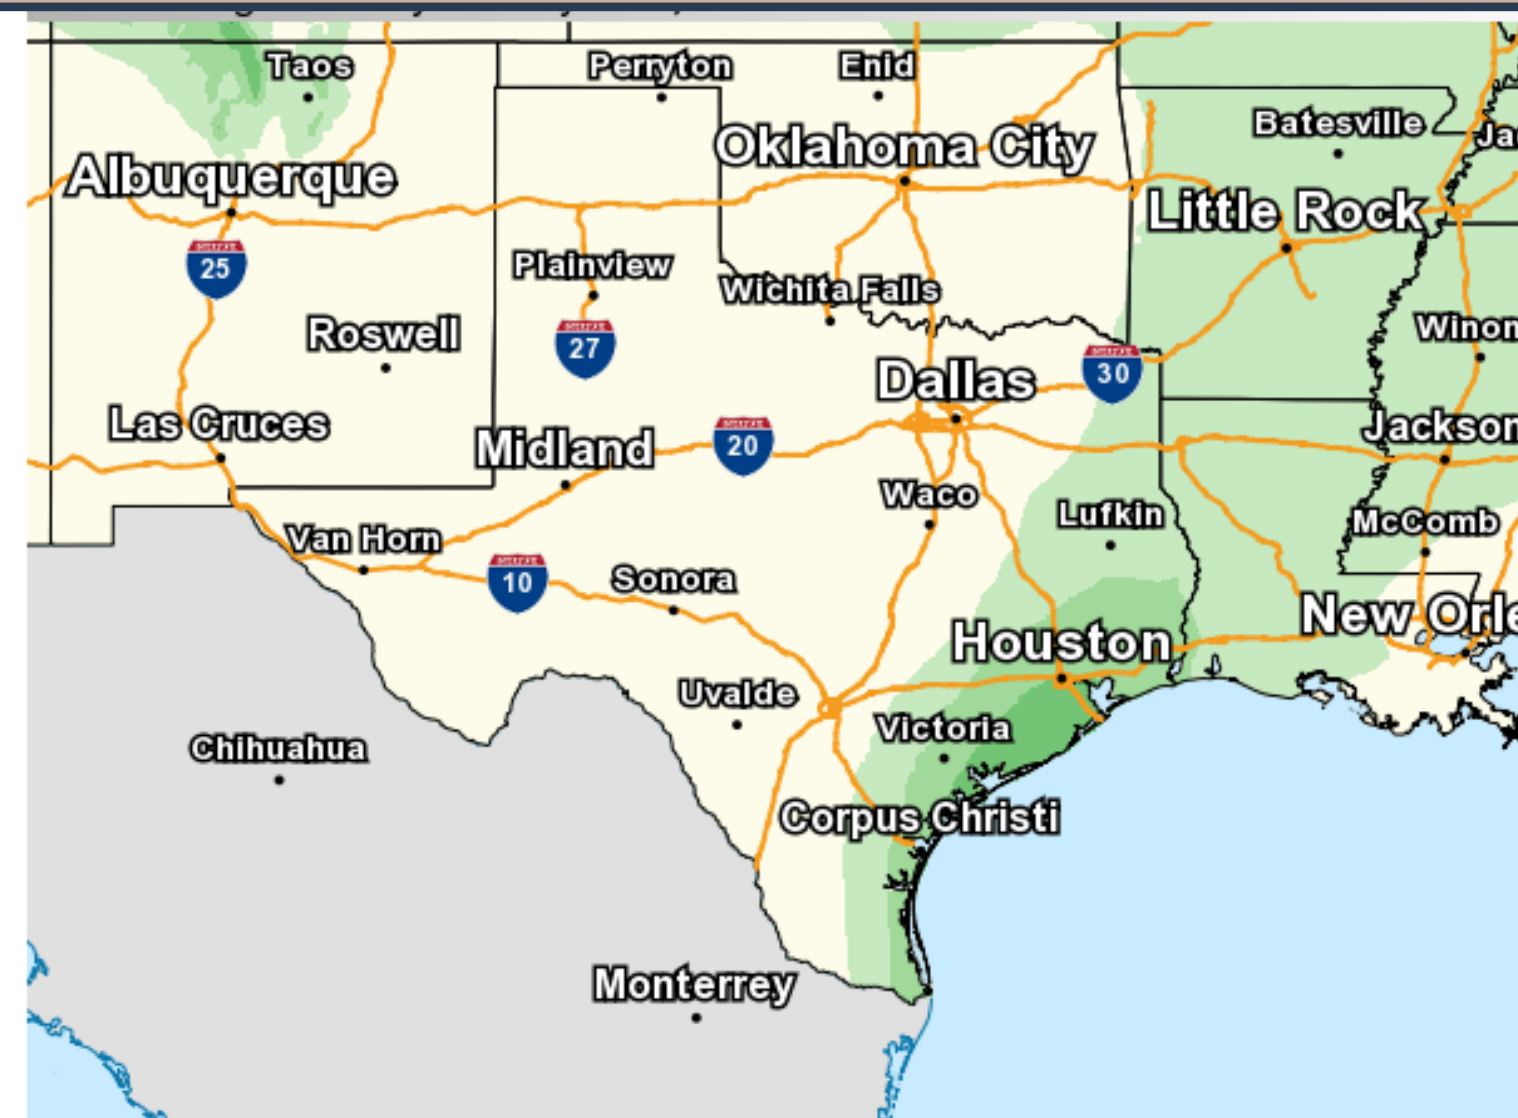 Taos
Perryton
Enid
Batesville
Ja
Oklahoma City
Albuquerque
Little Rock
25
Plainview
Wichita Falls
Roswell
27
Winon
30
Dallas
Las Cruces
Midland
20
Jackson
Waco
Lufkin
McComb
Van Horn
10
Sonora
New Orle
Houston
Uvalde
Victoria
Chihuahua
Corpus Christi
Monterrey